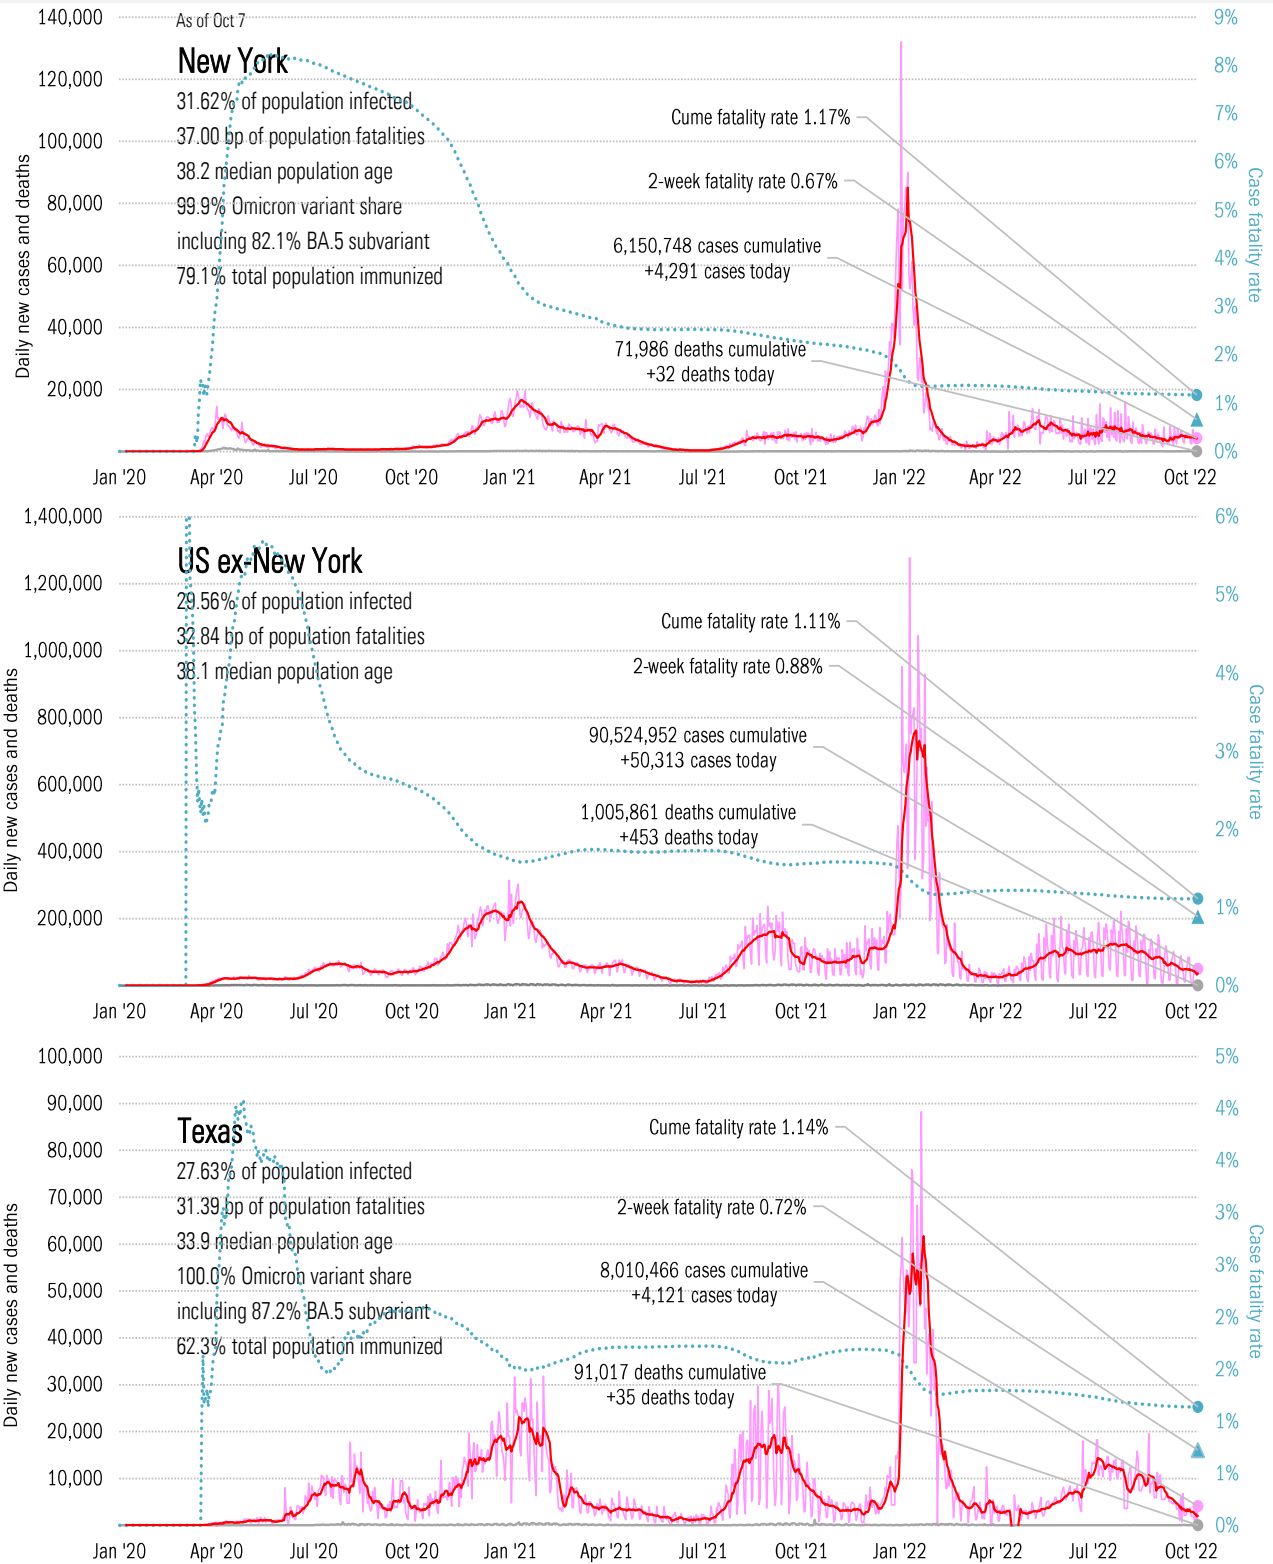 As of Oct 7
New York
31.62% of population infected
37.00 bp of population fatalities
38.2 median population age
99.9% Omicron variant share
including 82.1% BA.5 subvariant
79.1% total population immunized
Daily new cases and deaths
140,000
120,000
100,000
80,000
60,000
40,000
20,000
Cume fatality rate 1.17%
2-week fatality rate 0.67%
6,150,748 cases cumulative
+4,291 cases today
71,986 deaths cumulative
+32 deaths today
9%
8%
7%
6%
5%
4%
3%
2%
1%
0%
Case fatality rate
Jan '20 Apr '20 Jul '20 Oct '20 Jan '21 Apr '21 Jul '21 Oct '21 Jan '22 Apr '22 Jul '22 Oct '22
US ex-New York
29.56% of population infected
32.84 bp of population fatalities
38.1 median population age
Daily new cases and deaths
1,400,000
1,200,000
1,000,000
800,000
600,000
400,000
200,000
Cume fatality rate 1.11%
2-week fatality rate 0.88%
90,524,952 cases cumulative
+50,313 cases today
1,005,861 deaths cumulative
+453 deaths today
6%
5%
4%
3%
2%
1%
0%
Case fatality rate
Jan '20 Apr '20 Jul '20 Oct '20 Jan '21 Apr '21 Jul '21 Oct '21 Jan '22 Apr '22 Jul '22 Oct '22
Texas
27.63% of population infected
31.39 bp of population fatalities
33.9 median population age
100.0% Omicron variant share
including 87.2% BA.5 subvariant
62.3% total population immunized
Daily new cases and deaths
100,000
90,000
80,000
70,000
60,000
50,000
40,000
30,000
20,000
10,000
Cume fatality rate 1.14%
2-week fatality rate 0.72%
8,010,466 cases cumulative
+4,121 cases today
91,017 deaths cumulative
+35 deaths today
5%
4%
4%
3%
3%
2%
2%
1%
1%
0%
Case fatality rate
Jan '20 Apr '20 Jul '20 Oct '20 Jan '21 Apr '21 Jul '21 Oct '21 Jan '22 Apr '22 Jul '22 Oct '22